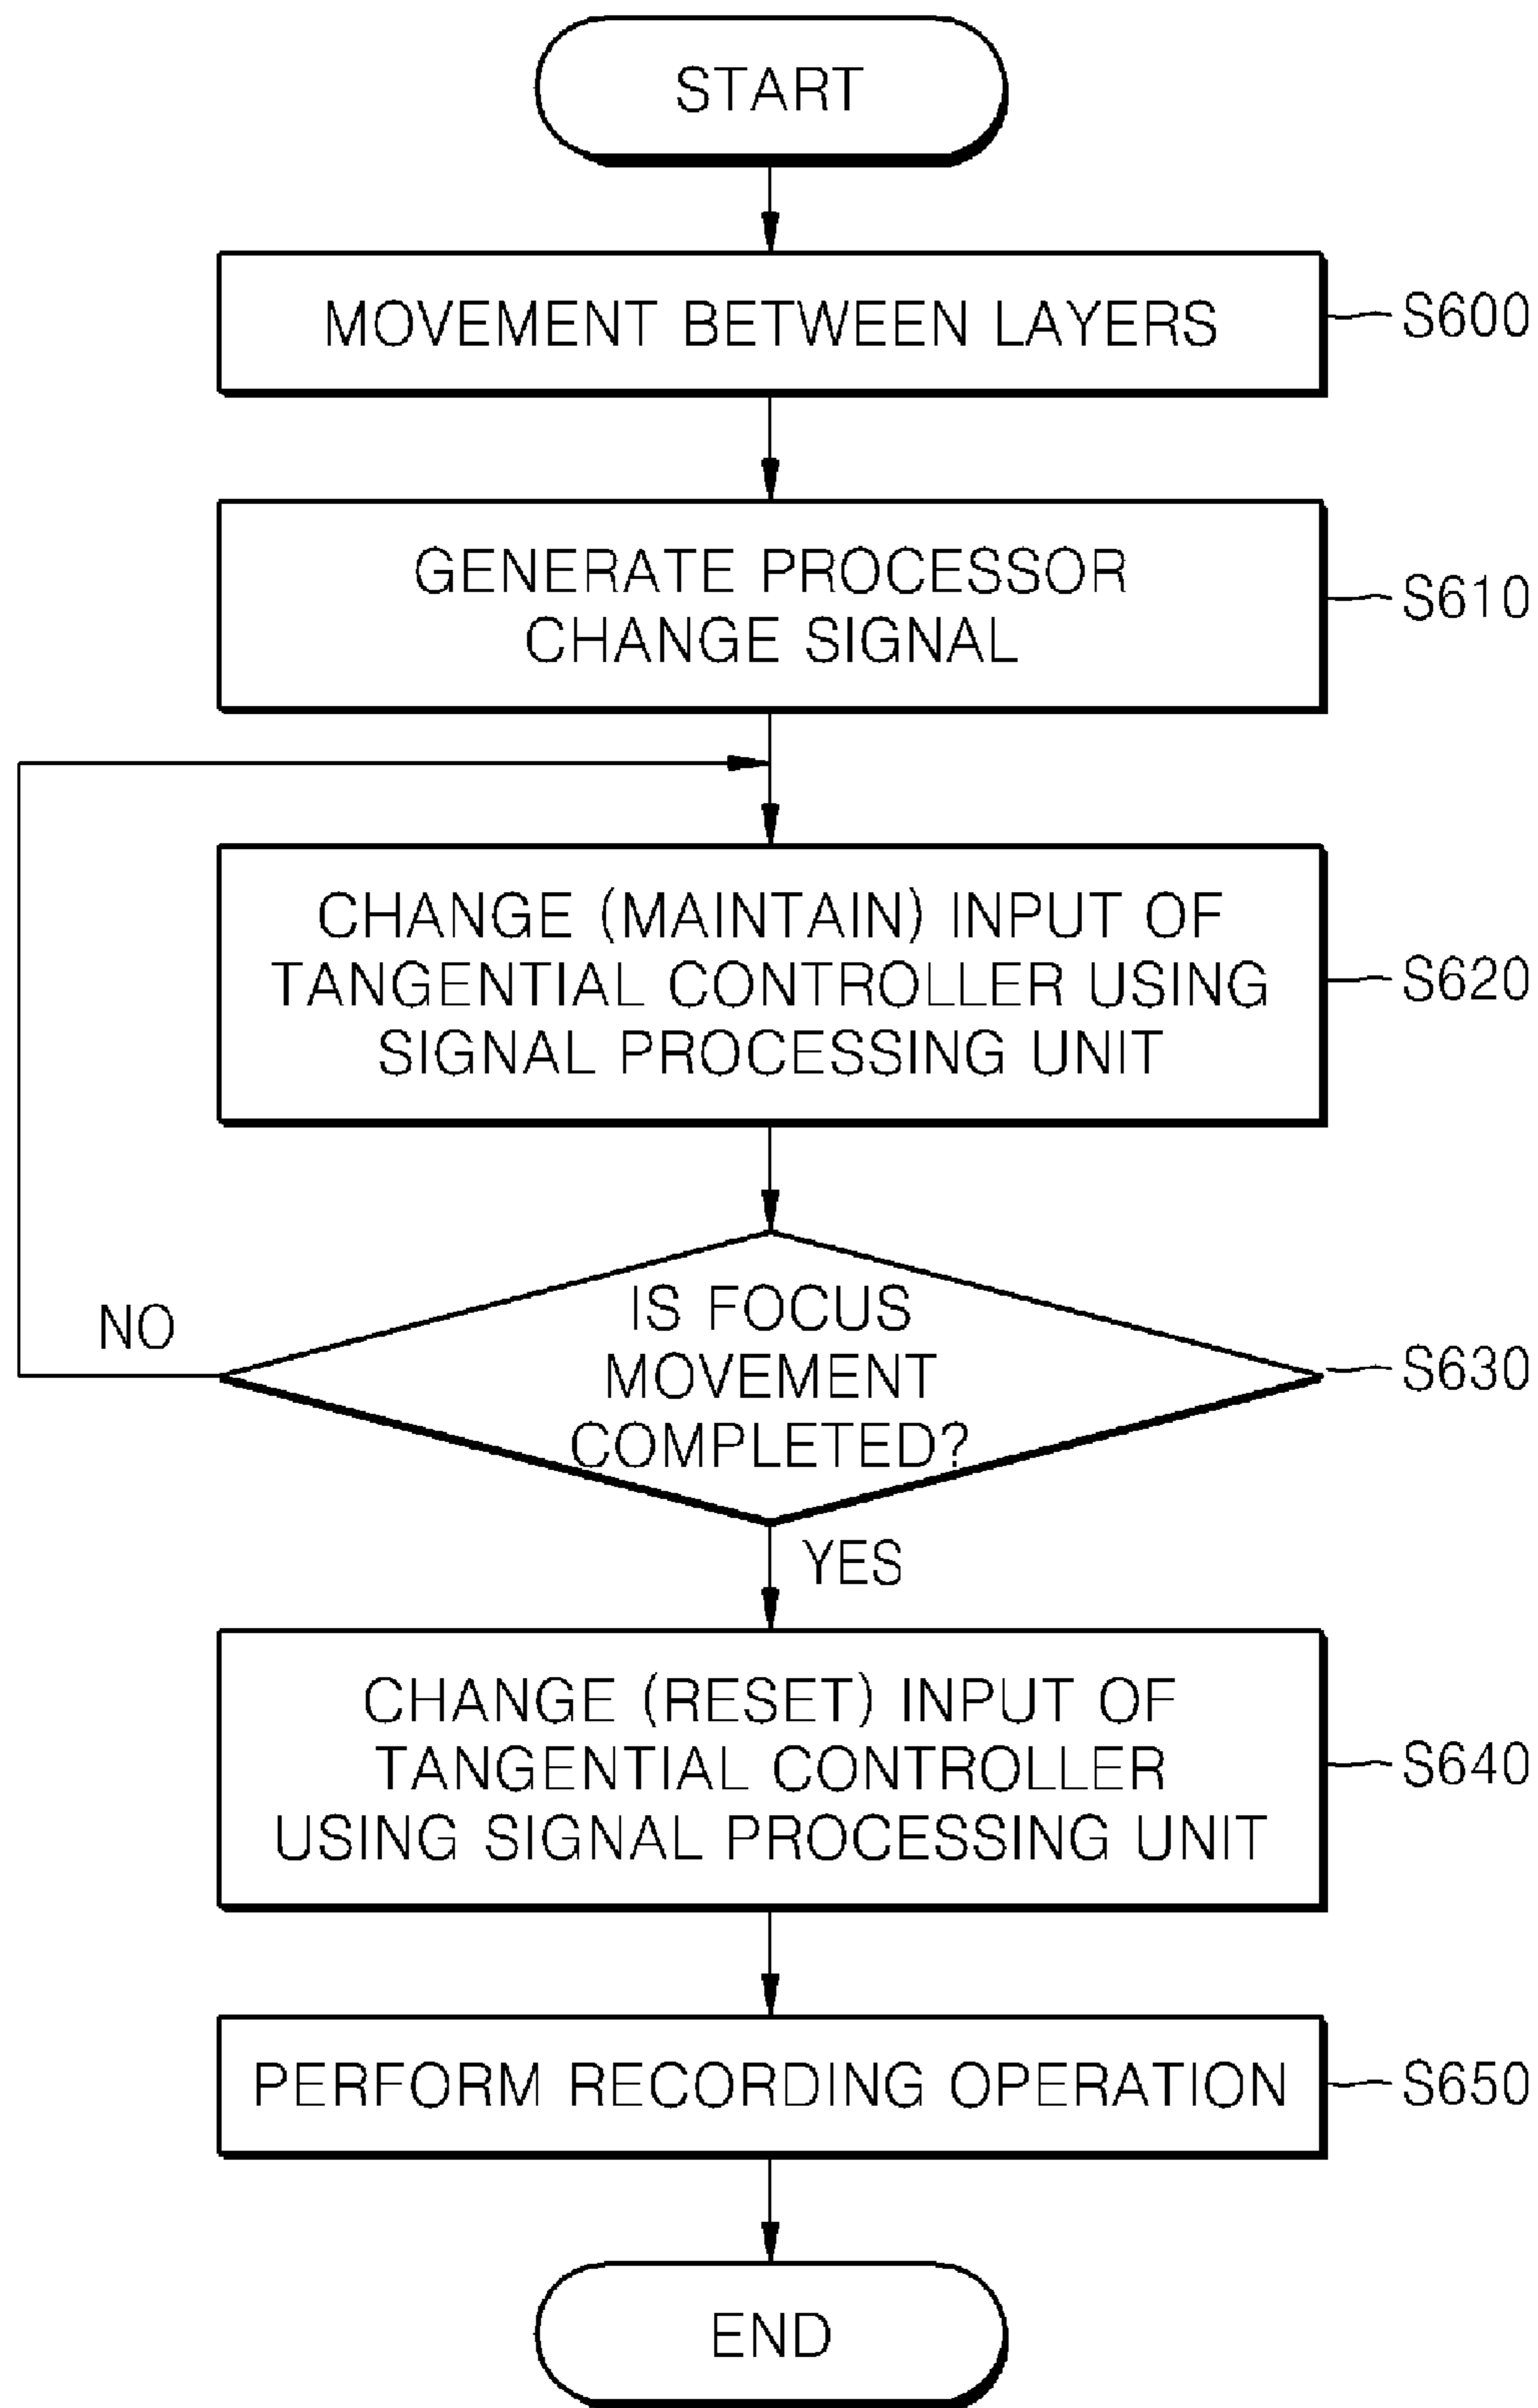 START
MOVEMENT BETWEEN LAYERS
S600
GENERATE PROCESSOR
CHANGE SIGNAL
S610
CHANGE (MAINTAIN) INPUT OF
TANGENTIAL CONTROLLER USING
SIGNAL PROCESSING UNIT
S620
IS FOCUS
MOVEMENT
COMPLETED?
S630
NO
YES
CHANGE (RESET) INPUT OF
TANGENTIAL CONTROLLER
USING SIGNAL PROCESSING UNIT
S640
PERFORM RECORDING OPERATION
S650
END